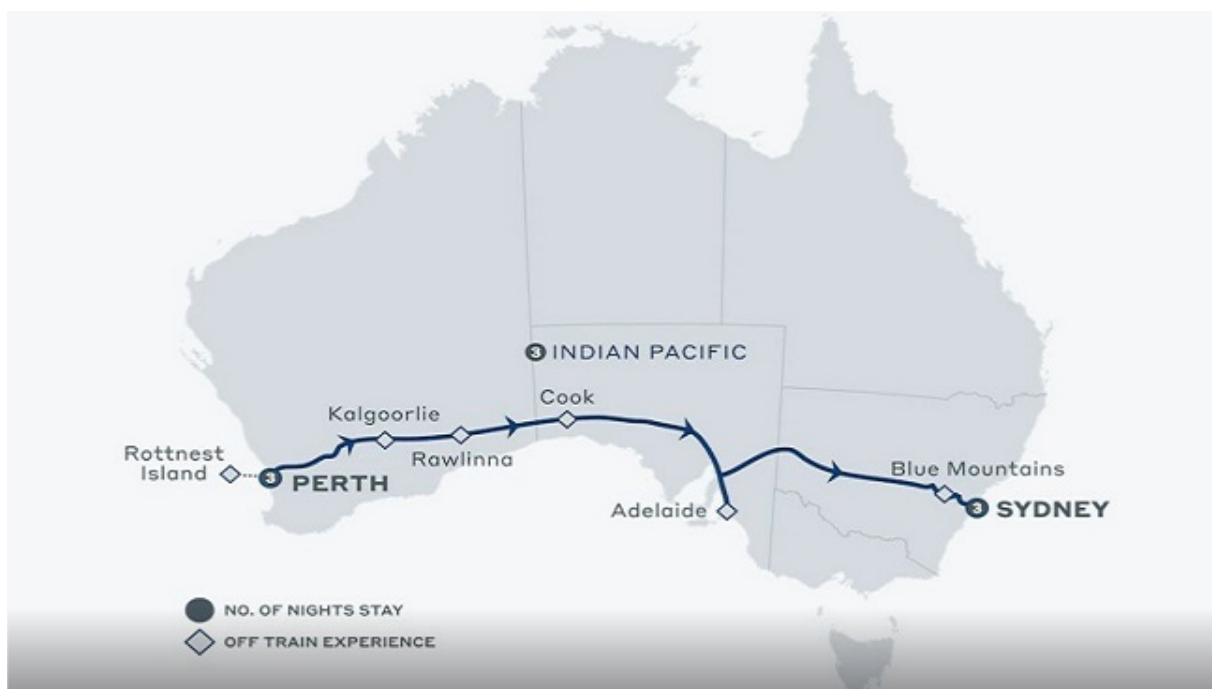 3 INDIAN PACIFIC
Cook
Kalgoorlie
Rawlinna
Rottnest
Island
3 PERTH
Blue Mountains
Adelaide
3 SYDNEY
NO. OF NIGHTS STAY
OFF TRAIN EXPERIENCE